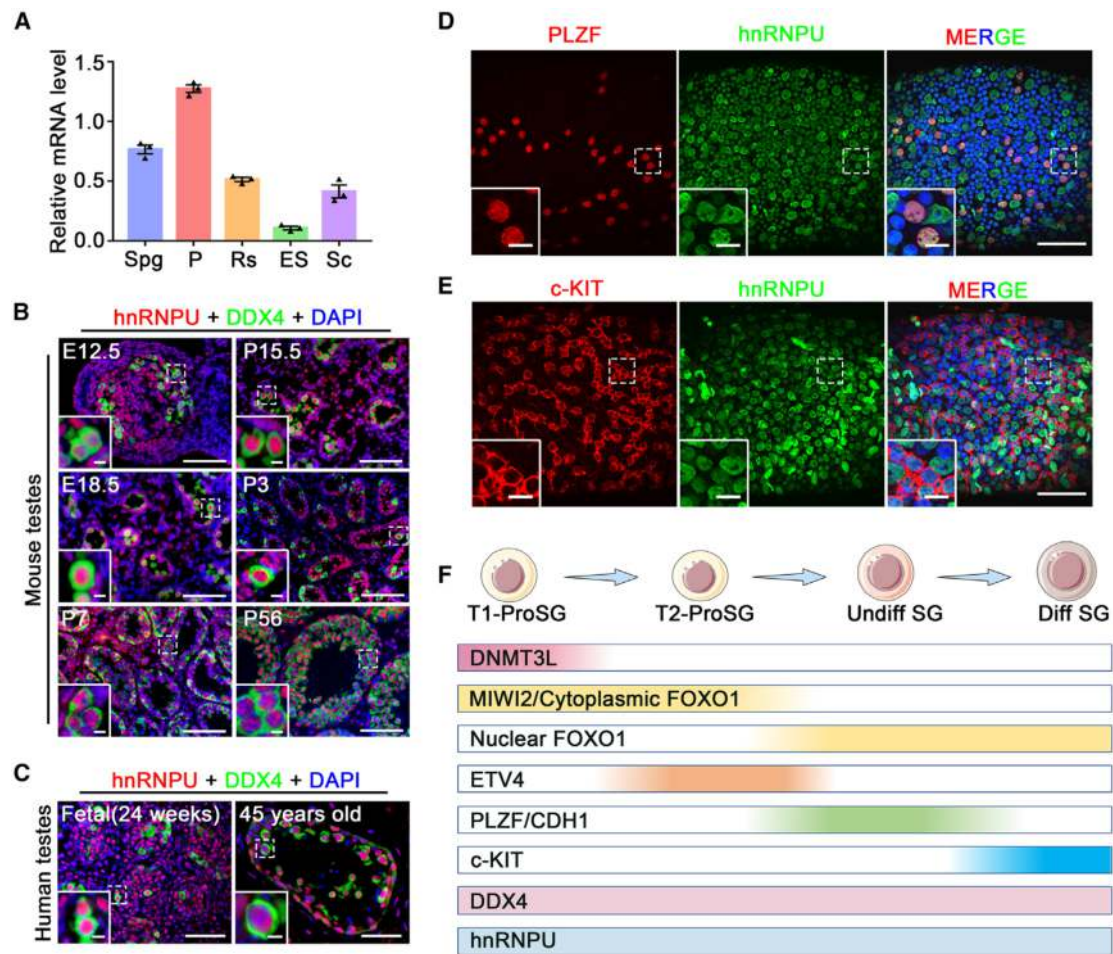 A
Relative mRNA level
1.5
1.0
0.5
0.0
Spg P Rs ES Sc
B
hnRNPU + DDX4 + DAPI
Mouse testes
E12.5 P15.5
E18.5 P3
P7 P56
C
hnRNPU + DDX4 + DAPI
Human testes
Fetal(24 weeks) 45 years old
D
PLZF hnRNPU MERGE
E
c-KIT hnRNPU MERGE
F
T1-ProSG T2-ProSG Undiff SG Diff SG
DNMT3L
MIWI2/Cytoplasmic FOXO1
Nuclear FOXO1
ETV4
PLZF/CDH1
c-KIT
DDX4
hnRNPU